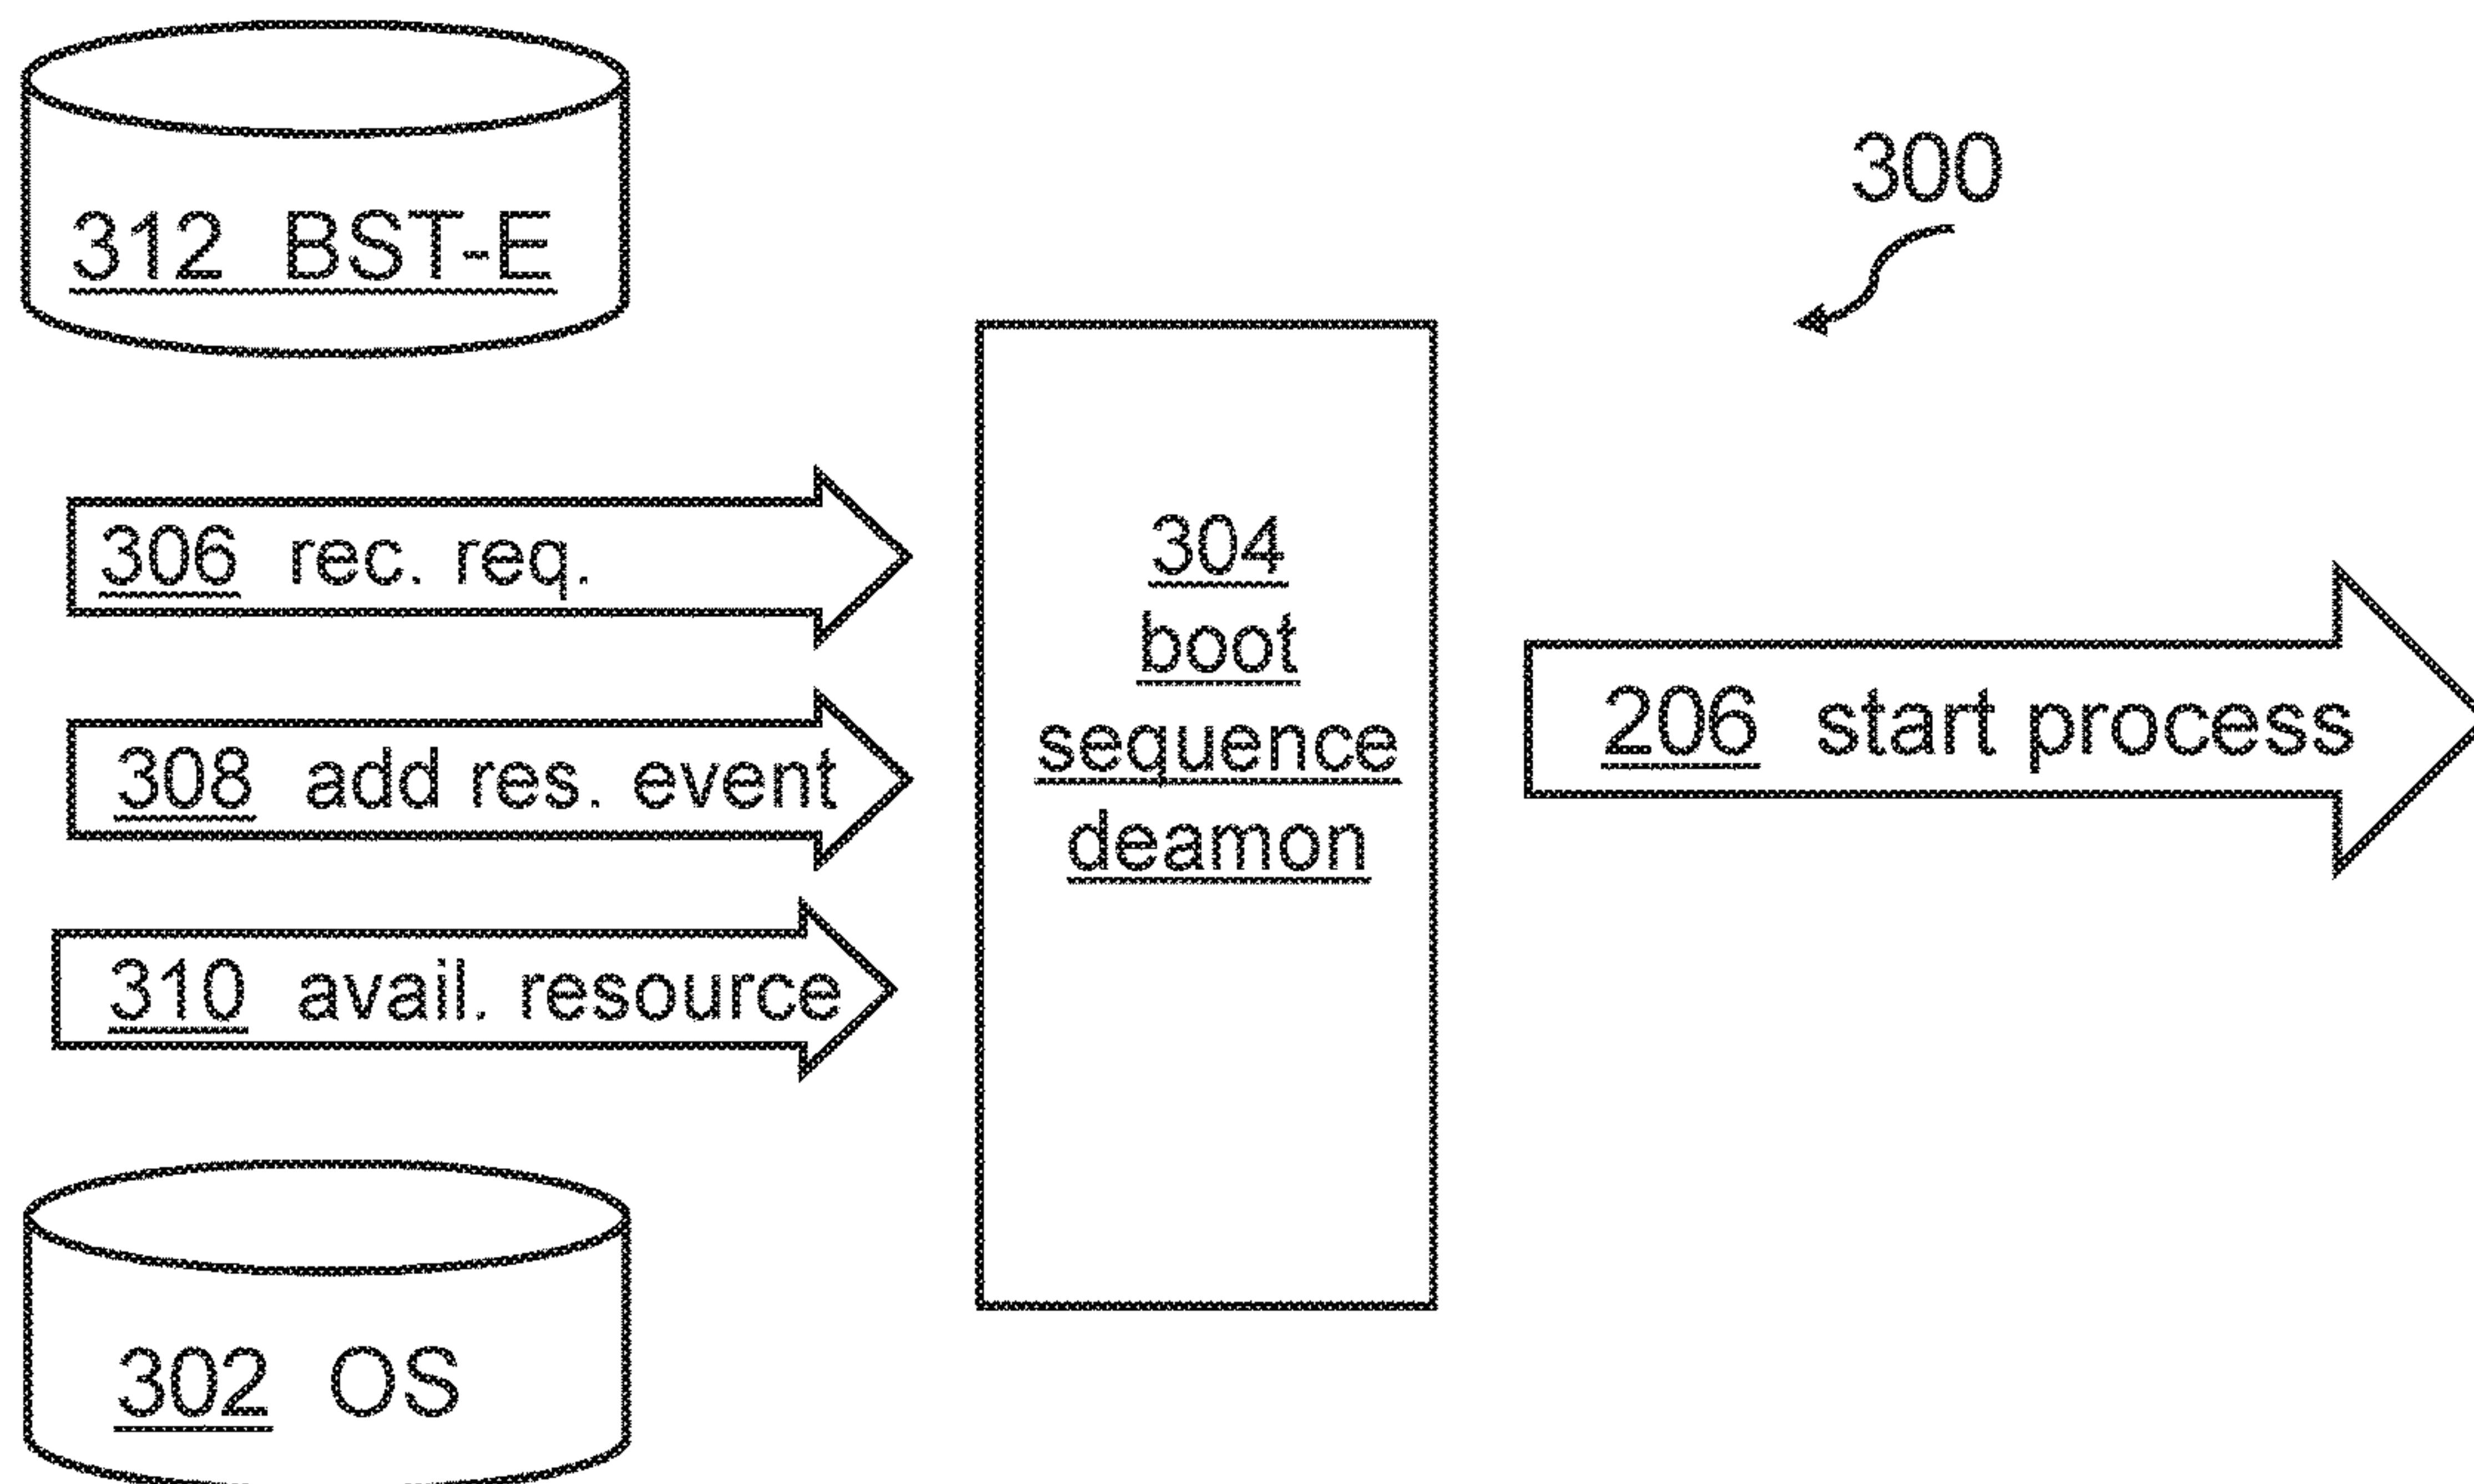 312 BST-E
300
306 rec. req.
304
boot
sequence
deamon
206 start process
308 add res. event
310 avail. resource
302 OS